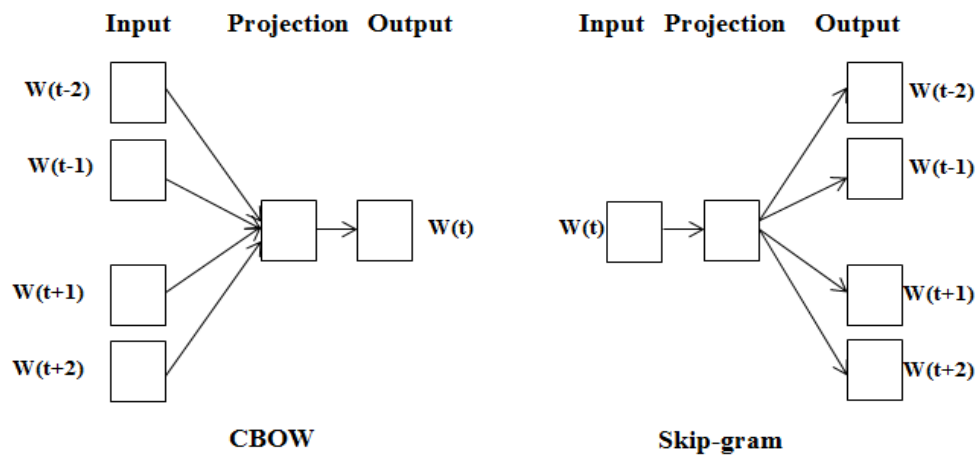 Input Projection Output
W(t-2)
W(t-1)
W(t)
W(t+1)
W(t+2)
CBOW
Input Projection Output
W(t-2)
W(t-1)
W(t)
W(t+1)
W(t+2)
Skip-gram